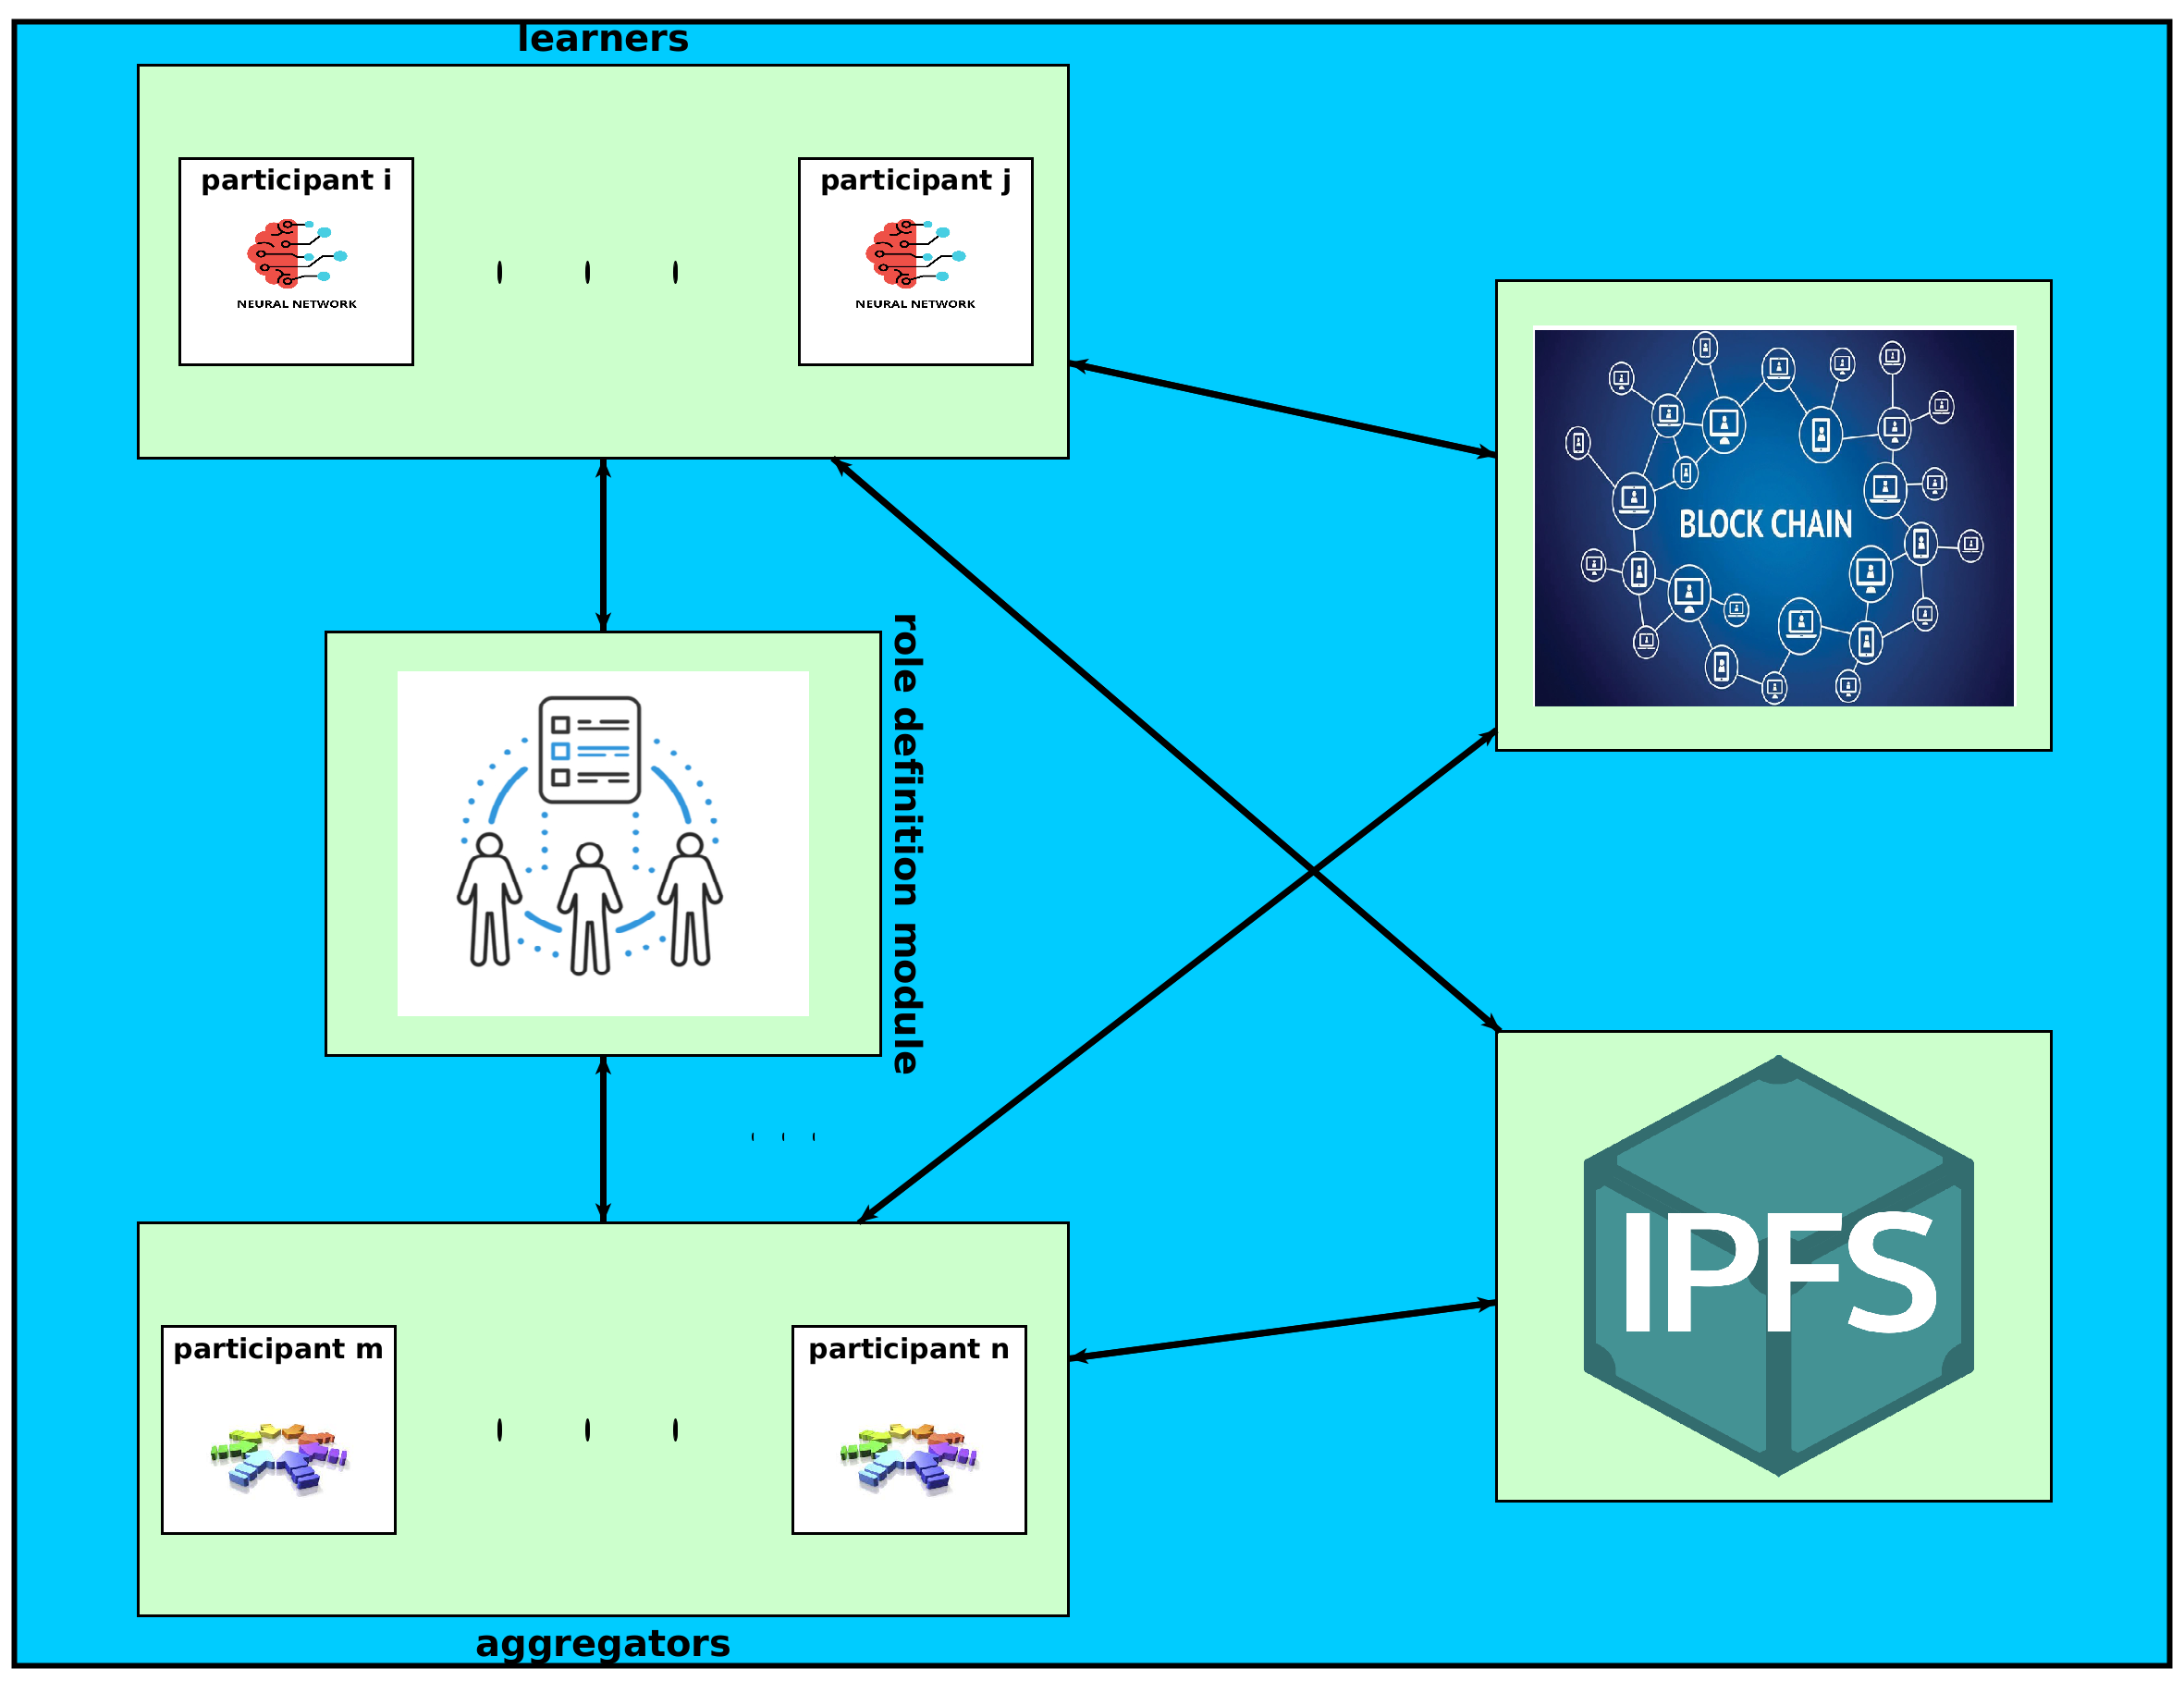 learners
participant i
participant j
NEURAL NETWORK
NEURAL NETWORK
BLOCK CHAIN
role definition module
IPFS
participant m
participant n
aggregators